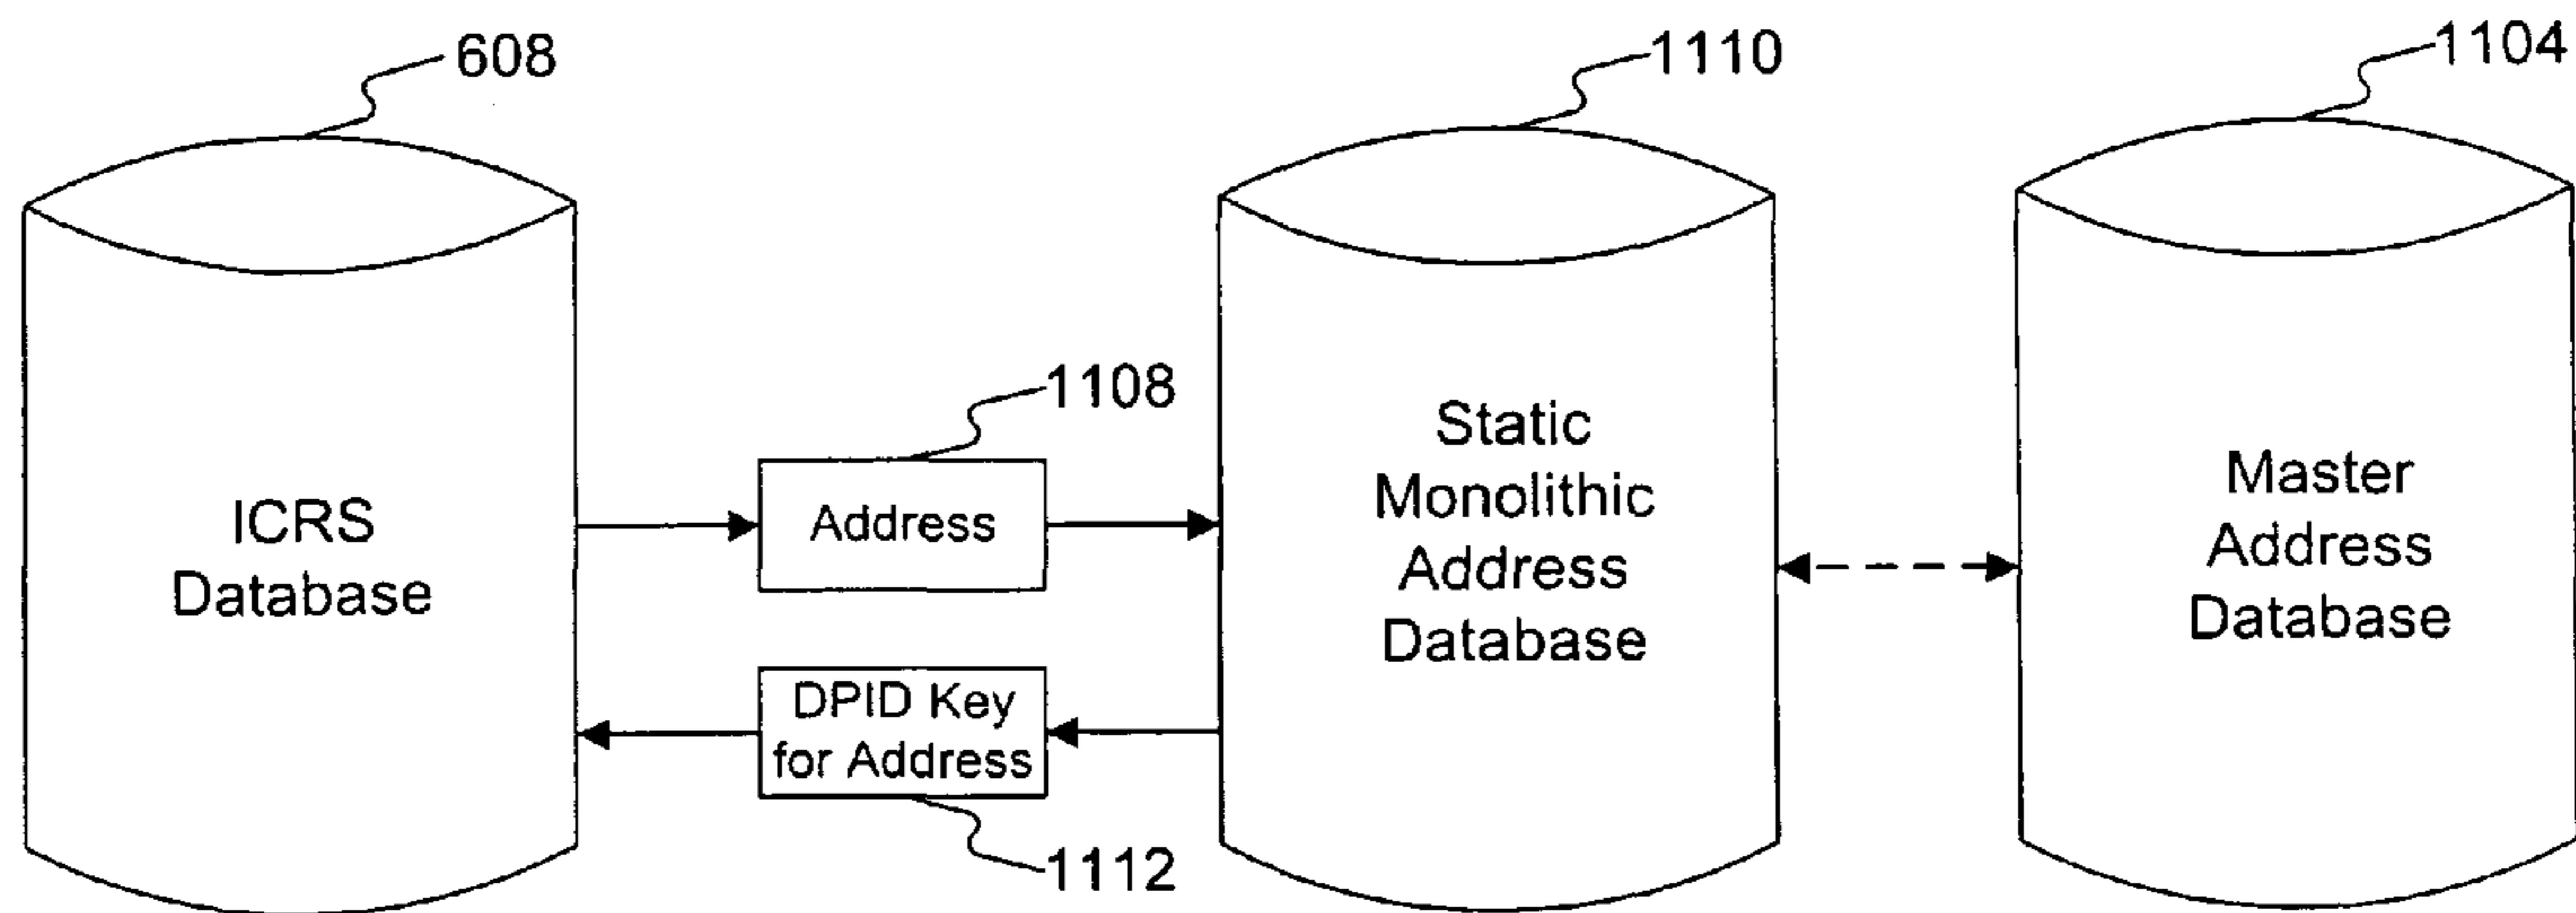 608
1110
1104
1108
ICRS
Database
Address
DPID Key
for Address
1112
Static
Monolithic
Address
Database
Master
Address
Database